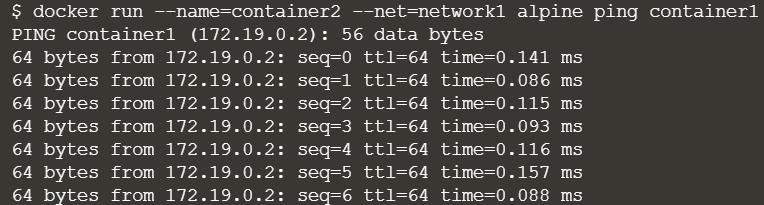 $ docker run --name=container2 --net=network1 alpine ping container1
PING container1 (172.19.0.2): 56 data bytes
64 bytes from 172.19.0.2: seq=0 ttl=64 time=0.141 ms
64 bytes from 172.19.0.2: seq=1 ttl=64 time=0.086 ms
64 bytes from 172.19.0.2: seq=2 ttl=64 time=0.115 ms
64 bytes from 172.19.0.2: seq=3 ttl=64 time=0.093 ms
64 bytes from 172.19.0.2: seq=4 ttl=64 time=0.116 ms
64 bytes from 172.19.0.2: seq=5 ttl=64 time=0.157 ms
64 bytes from 172.19.0.2: seq=6 ttl=64 time=0.088 ms